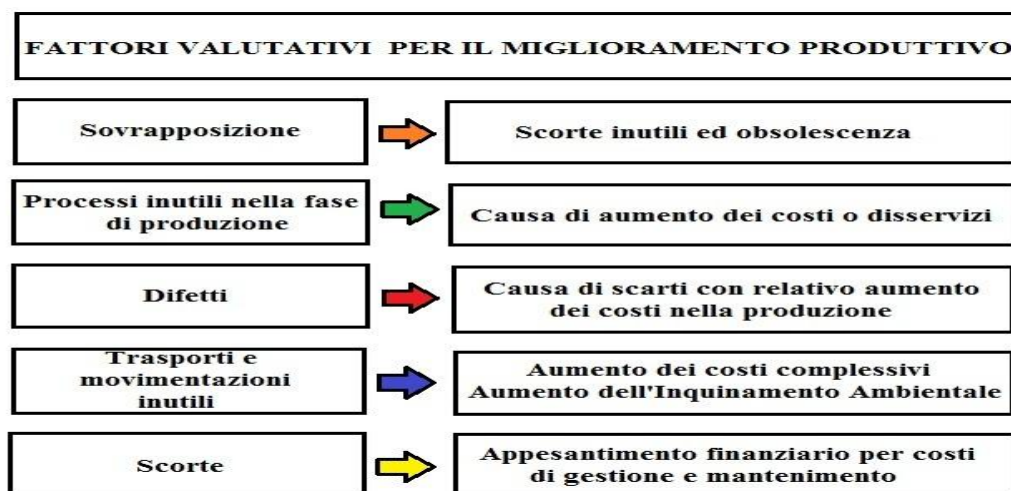 FATTORI VALUTATIVI PER IL MIGLIORAMENTO PRODUTTIVO
Sovrapposizione
Scorte inutili ed obsolescenza
Processi inutili nella fase
di produzione
Causa di aumento dei costi o disservizi
Difetti
Causa di scarti con relativo aumento
dei costi nella produzione
Trasporti e
movimentazioni
inutili
Aumento dei costi complessivi
Aumento dell'Inquinamento Ambientale
Scorte
Appesantimento finanziario per costi
di gestione e mantenimento